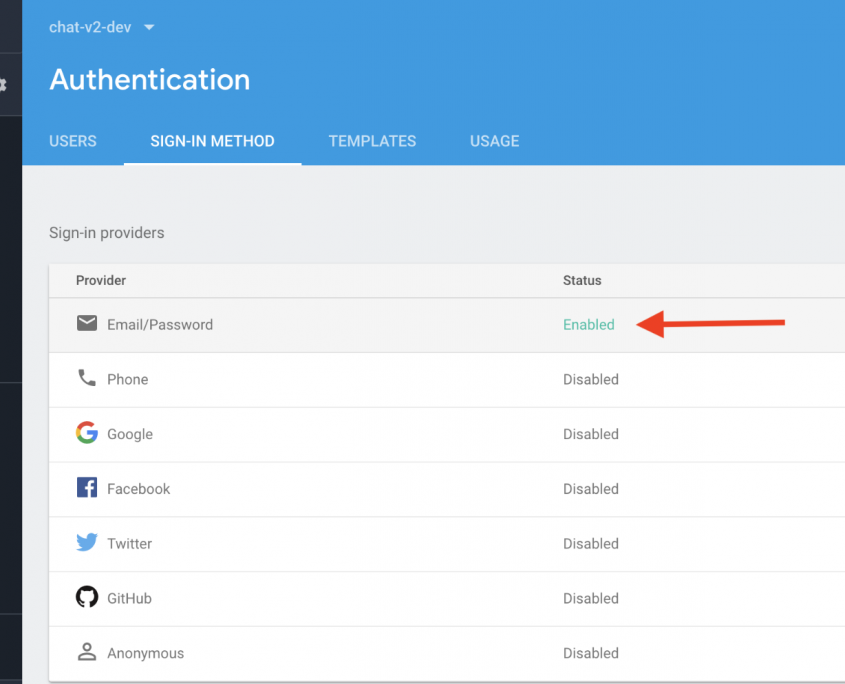 chat-v2-dev
Authentication
USERS SIGN-IN METHOD TEMPLATES USAGE
Sign-in providers
Provider Status
Email/Password Enabled
Phone Disabled
Google Disabled
Facebook Disabled
Twitter Disabled
GitHub Disabled
Anonymous Disabled